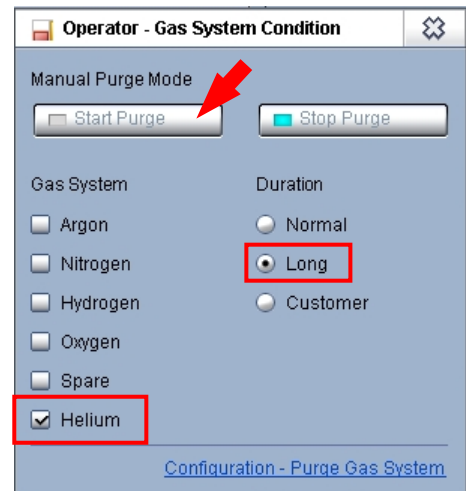 Operator - Gas System Condition
Manual Purge Mode
Start Purge
Stop Purge
Gas System
Duration
Argon
Normal
Nitrogen
Long
Hydrogen
Customer
Oxygen
Spare
Helium
Configuration - Purge Gas System